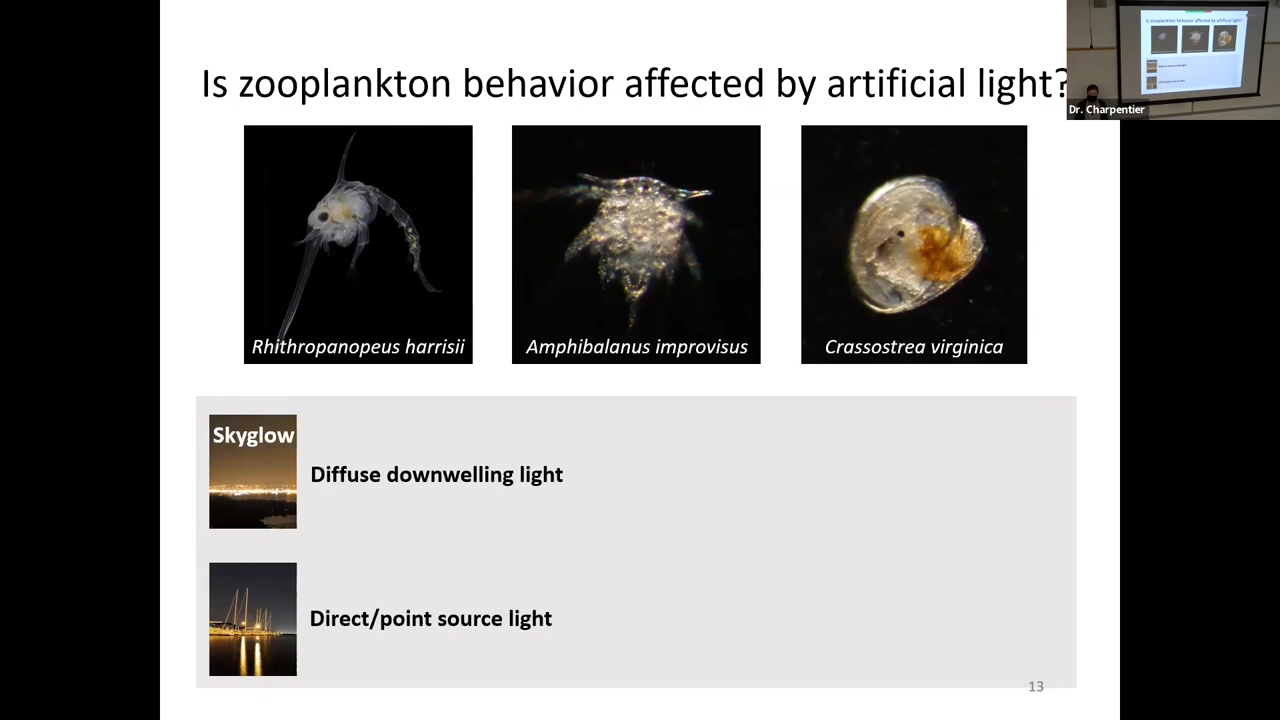 Is zooplankton behavior affected by artificial light?
Dr. Charpentier
Rhithropanopeus harrisii
Amphibalanus improvisus
Crassostrea virginica
Skyglow
Diffuse downwelling light
Direct/point source light
13